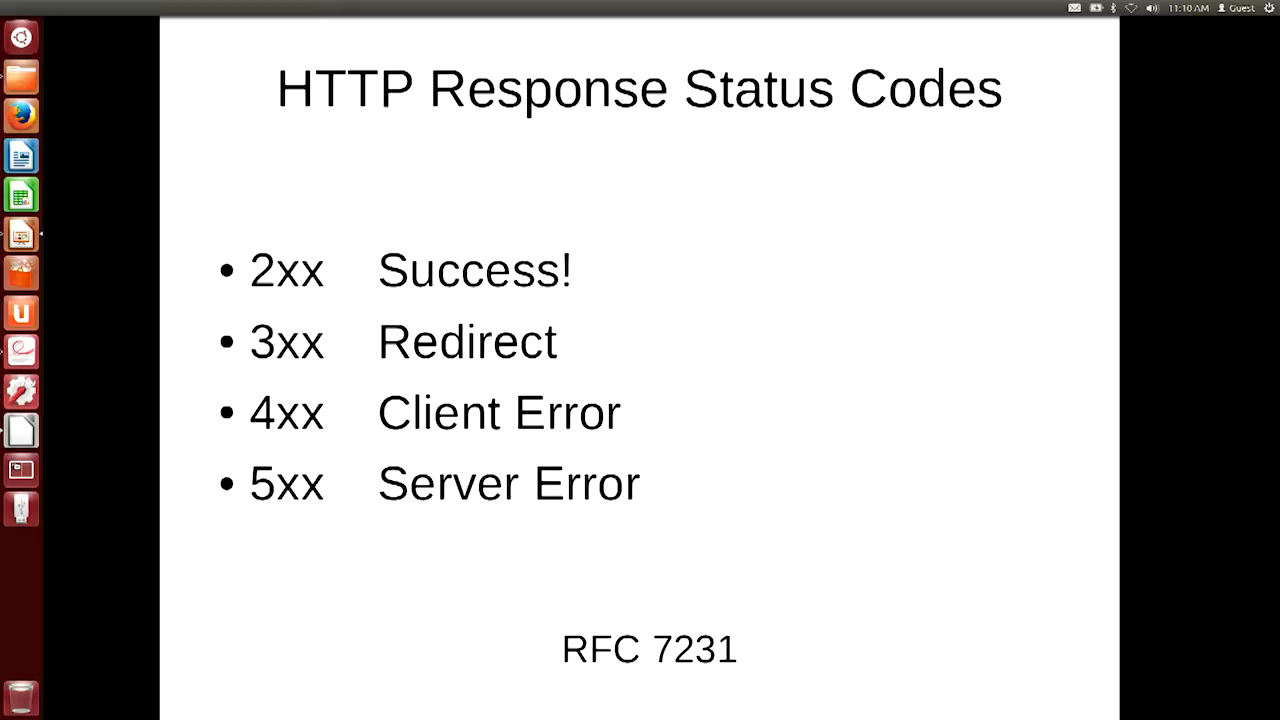 11:10 AM Guest
HTTP Response Status Codes
• 2xx Success!
• 3xx Redirect
• 4xx Client Error
• 5xx Server Error
RFC 7231